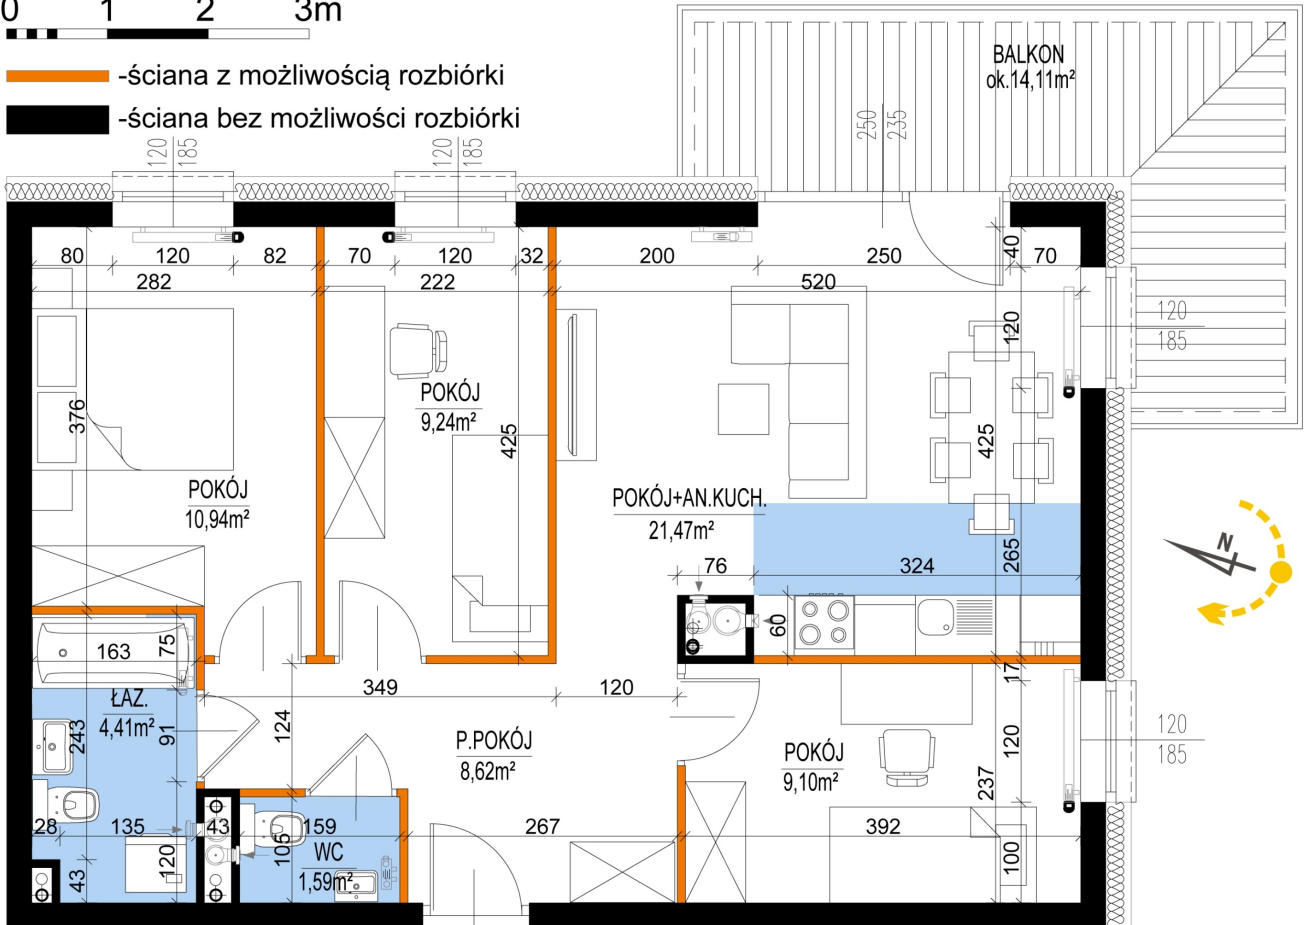 0 1 2 3m
-ściana z możliwością rozbiórki
-ściana bez możliwości rozbiórki
BALKON
ok.14,11m²
120
185
120
185
250
235
80 120 82 70 120 32 200 250 40 70
282 222 520
120
120
185
376
425
425
POKÓJ
9,24m²
POKÓJ
10,94m²
POKÓJ+AN.KUCH.
21,47m²
N
76 324 265
60
163 75
349 120 17
ŁAZ.
4,41m²
243
91
124
P.POKÓJ
8,62m²
POKÓJ
9,10m²
120
237
120
185
28 135 43 159 267 392
105
WC
1,59m²
120
43
100